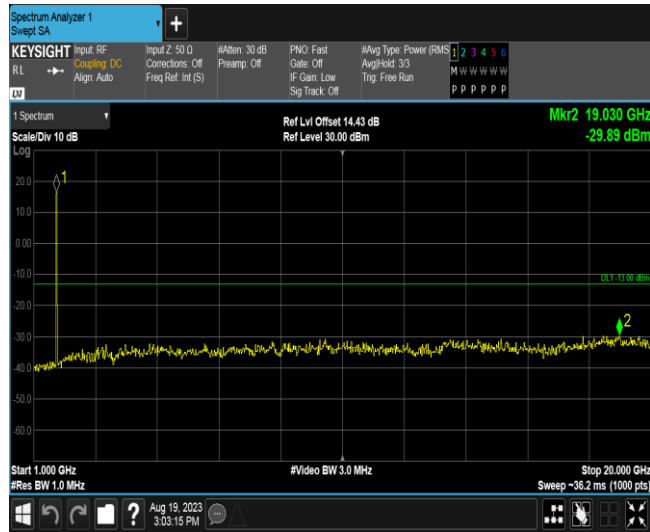 Spectrum Analyzer 1
Swept SA
KEYSIGHT
RL
LXI
Input: RF
Coupling: DC
Align: Auto
Input Z: 50 Ω
Corrections: Off
Freq Ref: Int (S)
#Atten: 30 dB
Preamp: Off
PNO: Fast
Gate: Off
IF Gain: Low
Sig Track: Off
#Avg Type: Power (RMS
Avg|Hold: 3/3
Trig: Free Run
1 2 3 4 5 6
M W W W W W
P P P P P P
1 Spectrum
Scale/Div 10 dB
Log
Ref Lvl Offset 14.43 dB
Ref Level 30.00 dBm
Mkr2 19.030 GHz
-29.89 dBm
1
20.0
10.0
0.00
-10.0
DL1 -13.00 dBm
-20.0
2
-30.0
-40.0
-50.0
-60.0
Start 1.000 GHz
#Video BW 3.0 MHz
Stop 20.000 GHz
#Res BW 1.0 MHz
Sweep ~36.2 ms (1000 pts)
?
Aug 19, 2023
3:03:15 PM